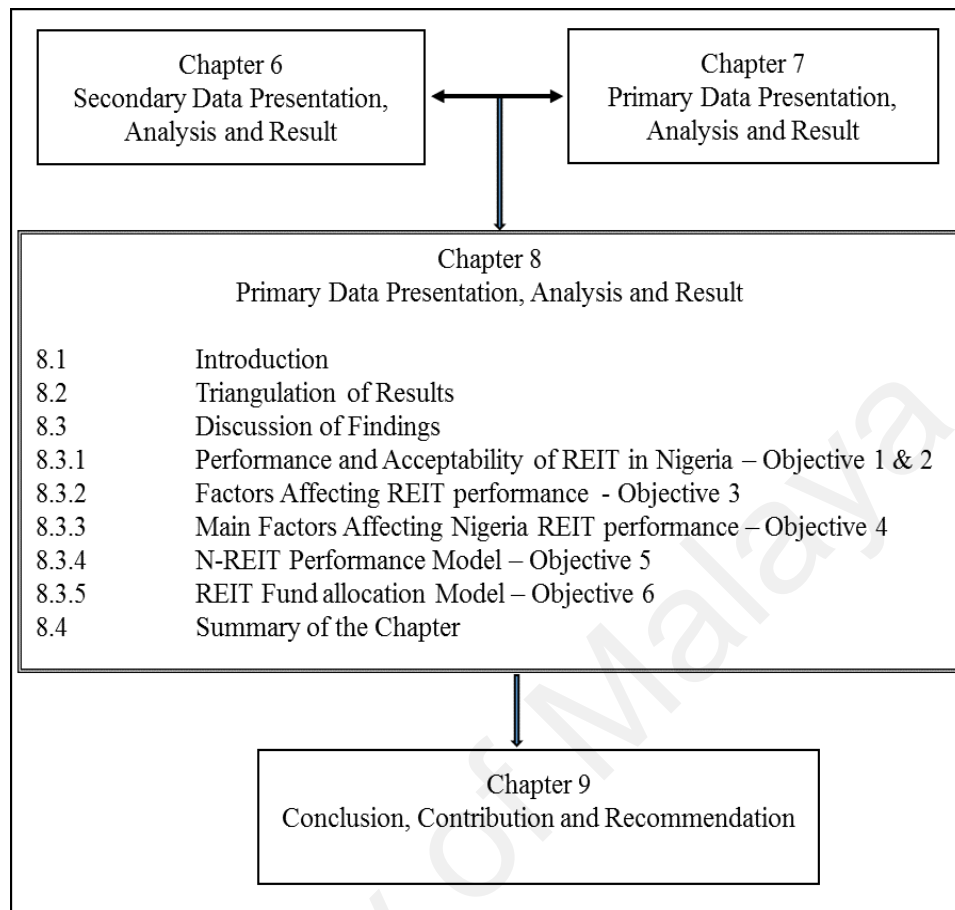 Chapter 6
Secondary Data Presentation,
Analysis and Result
Chapter 7
Primary Data Presentation,
Analysis and Result
Chapter 8
Primary Data Presentation, Analysis and Result
8.1 Introduction
8.2 Triangulation of Results
8.3 Discussion of Findings
8.3.1 Performance and Acceptability of REIT in Nigeria – Objective 1 & 2
8.3.2 Factors Affecting REIT performance - Objective 3
8.3.3 Main Factors Affecting Nigeria REIT performance – Objective 4
8.3.4 N-REIT Performance Model – Objective 5
8.3.5 REIT Fund allocation Model – Objective 6
8.4 Summary of the Chapter
Chapter 9
Conclusion, Contribution and Recommendation
of Malaya